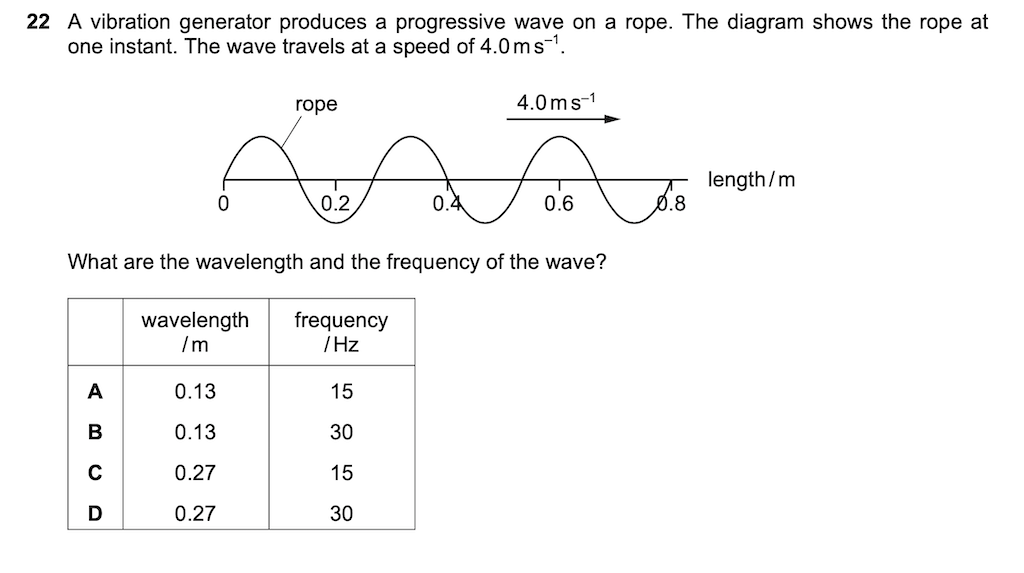 22 A vibration generator produces a progressive wave on a rope. The diagram shows the rope at
one instant. The wave travels at a speed of 4.0 m s⁻¹.
rope
4.0 m s⁻¹
length / m
0
0.2
0.4
0.6
0.8
What are the wavelength and the frequency of the wave?
wavelength frequency
/ m / Hz
A 0.13 15
B 0.13 30
C 0.27 15
D 0.27 30